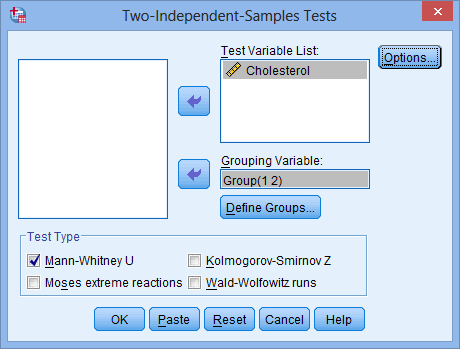 Two-Independent-Samples Tests
Test Variable List:
Cholesterol
Options...
Grouping Variable:
Group(1 2)
Define Groups...
Test Type
Mann-Whitney U
Kolmogorov-Smirnov Z
Moses extreme reactions
Wald-Wolfowitz runs
OK Paste Reset Cancel Help